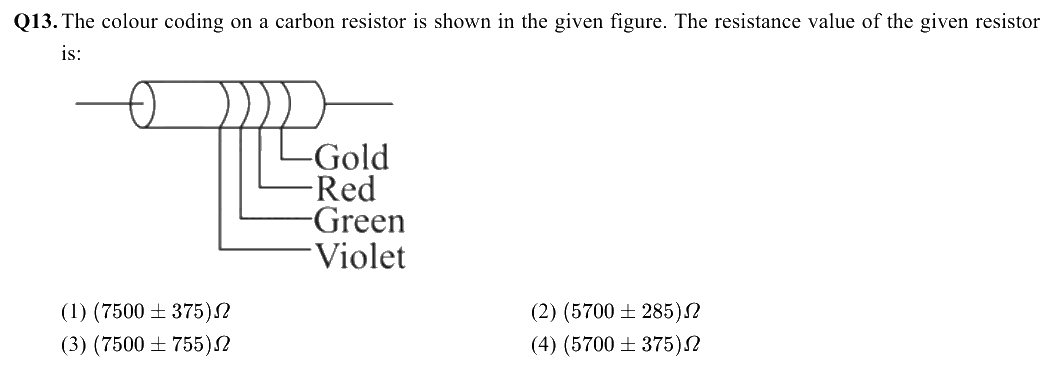 Q13. The colour coding on a carbon resistor is shown in the given figure. The resistance value of the given resistor
is:
Gold
Red
Green
Violet
(1) (7500 ± 375)Ω
(2) (5700 ± 285)Ω
(3) (7500 ± 755)Ω
(4) (5700 ± 375)Ω